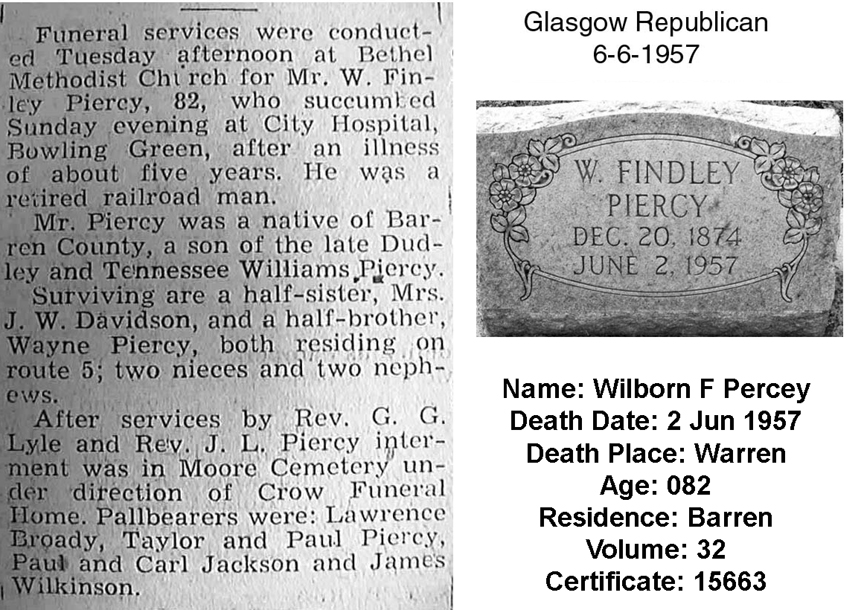 Funeral services were conduct-
ed Tuesday afternoon at Bethel
Methodist Church for Mr. W. Fin-
ley Piercy, 82, who succumbed
Sunday evening at City Hospital,
Bowling Green, after an illness
of about five years. He was a
retired railroad man.
Mr. Piercy was a native of Bar-
ren County, a son of the late Dud-
ley and Tennessee Williams Piercy.
Surviving are a half-sister, Mrs.
J. W. Davidson, and a half-brother,
Wayne Piercy, both residing on
route 5; two nieces and two neph-
ews.
After services by Rev. G. G.
Lyle and Rev. J. L. Piercy inter-
ment was in Moore Cemetery un-
der direction of Crow Funeral
Home. Pallbearers were: Lawrence
Broady, Taylor and Paul Piercy,
Paul and Carl Jackson and James
Wilkinson.
Glasgow Republican
6-6-1957
W. FINDLEY
PIERCY
DEC. 20, 1874
JUNE 2, 1957
Name: Wilborn F Percey
Death Date: 2 Jun 1957
Death Place: Warren
Age: 082
Residence: Barren
Volume: 32
Certificate: 15663